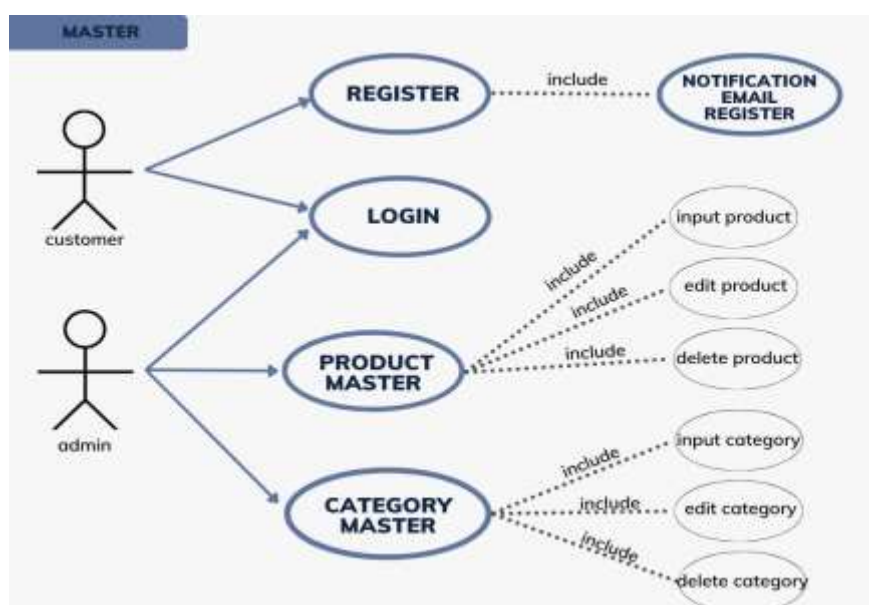 MASTER
REGISTER
include
NOTIFICATION
EMAIL
REGISTER
customer
LOGIN
include
input product
include
edit product
admin
PRODUCT
MASTER
include
delete product
CATEGORY
MASTER
include
input category
include
edit category
include
delete category